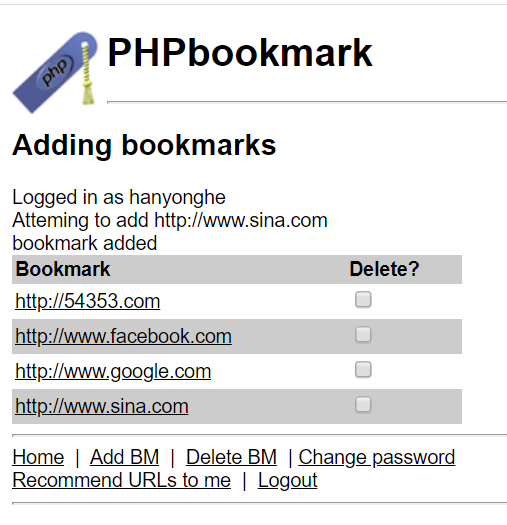 php
PHPbookmark
Adding bookmarks
Logged in as hanyonghe
Atteming to add http://www.sina.com
bookmark added
Bookmark Delete?
http://54353.com
http://www.facebook.com
http://www.google.com
http://www.sina.com
Home | Add BM | Delete BM | Change password
Recommend URLs to me | Logout